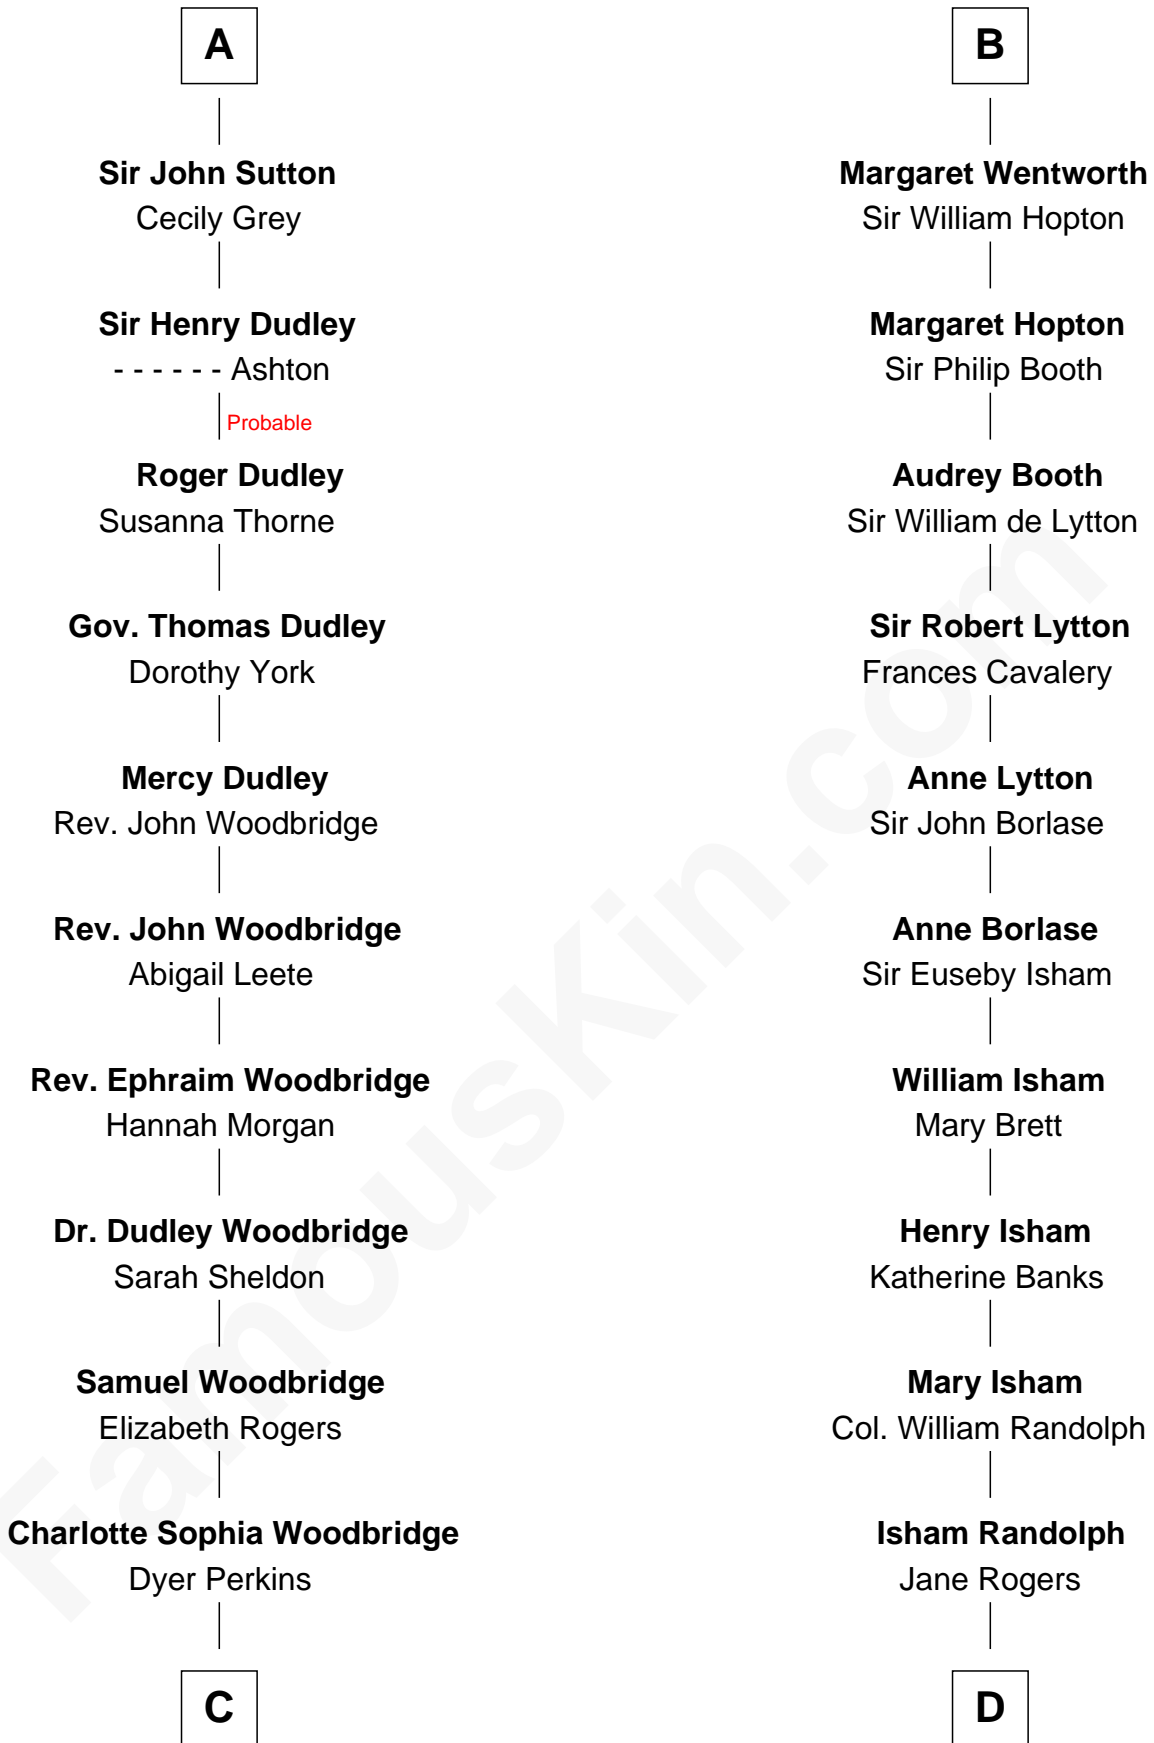 A
Sir John Sutton
Cecily Grey
Sir Henry Dudley
- - - - - - Ashton
Probable
Roger Dudley
Susanna Thorne
Gov. Thomas Dudley
Dorothy York
Mercy Dudley
Rev. John Woodbridge
Rev. John Woodbridge
Abigail Leete
Rev. Ephraim Woodbridge
Hannah Morgan
Dr. Dudley Woodbridge
Sarah Sheldon
Samuel Woodbridge
Elizabeth Rogers
Charlotte Sophia Woodbridge
Dyer Perkins
C
B
Margaret Wentworth
Sir William Hopton
Margaret Hopton
Sir Philip Booth
Audrey Booth
Sir William de Lytton
Sir Robert Lytton
Frances Cavalery
Anne Lytton
Sir John Borlase
Anne Borlase
Sir Euseby Isham
William Isham
Mary Brett
Henry Isham
Katherine Banks
Mary Isham
Col. William Randolph
Isham Randolph
Jane Rogers
D
FamousKin.com